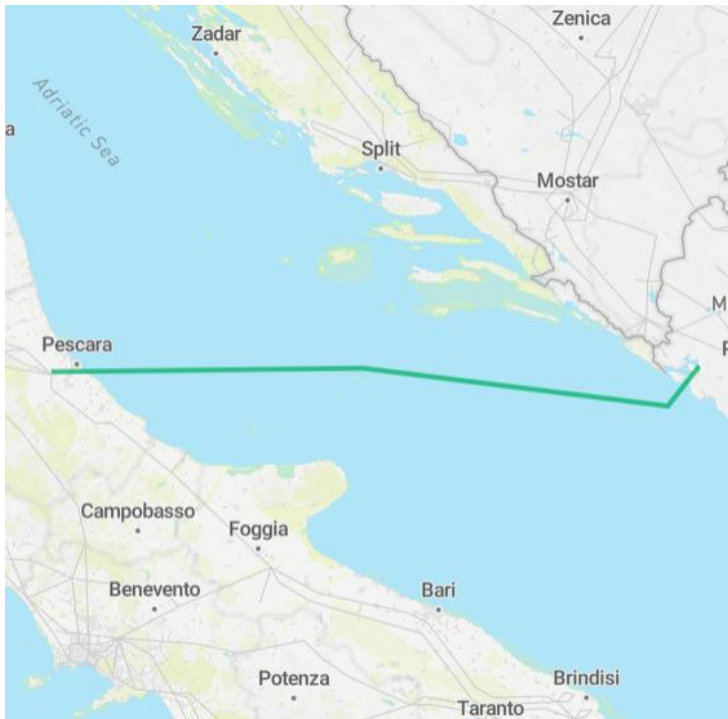 Zenica
Zadar
Adriatic Sea
a
Split
Mostar
M
Pescara
F
Campobasso
Foggia
Benevento
Bari
Potenza
Brindisi
Taranto